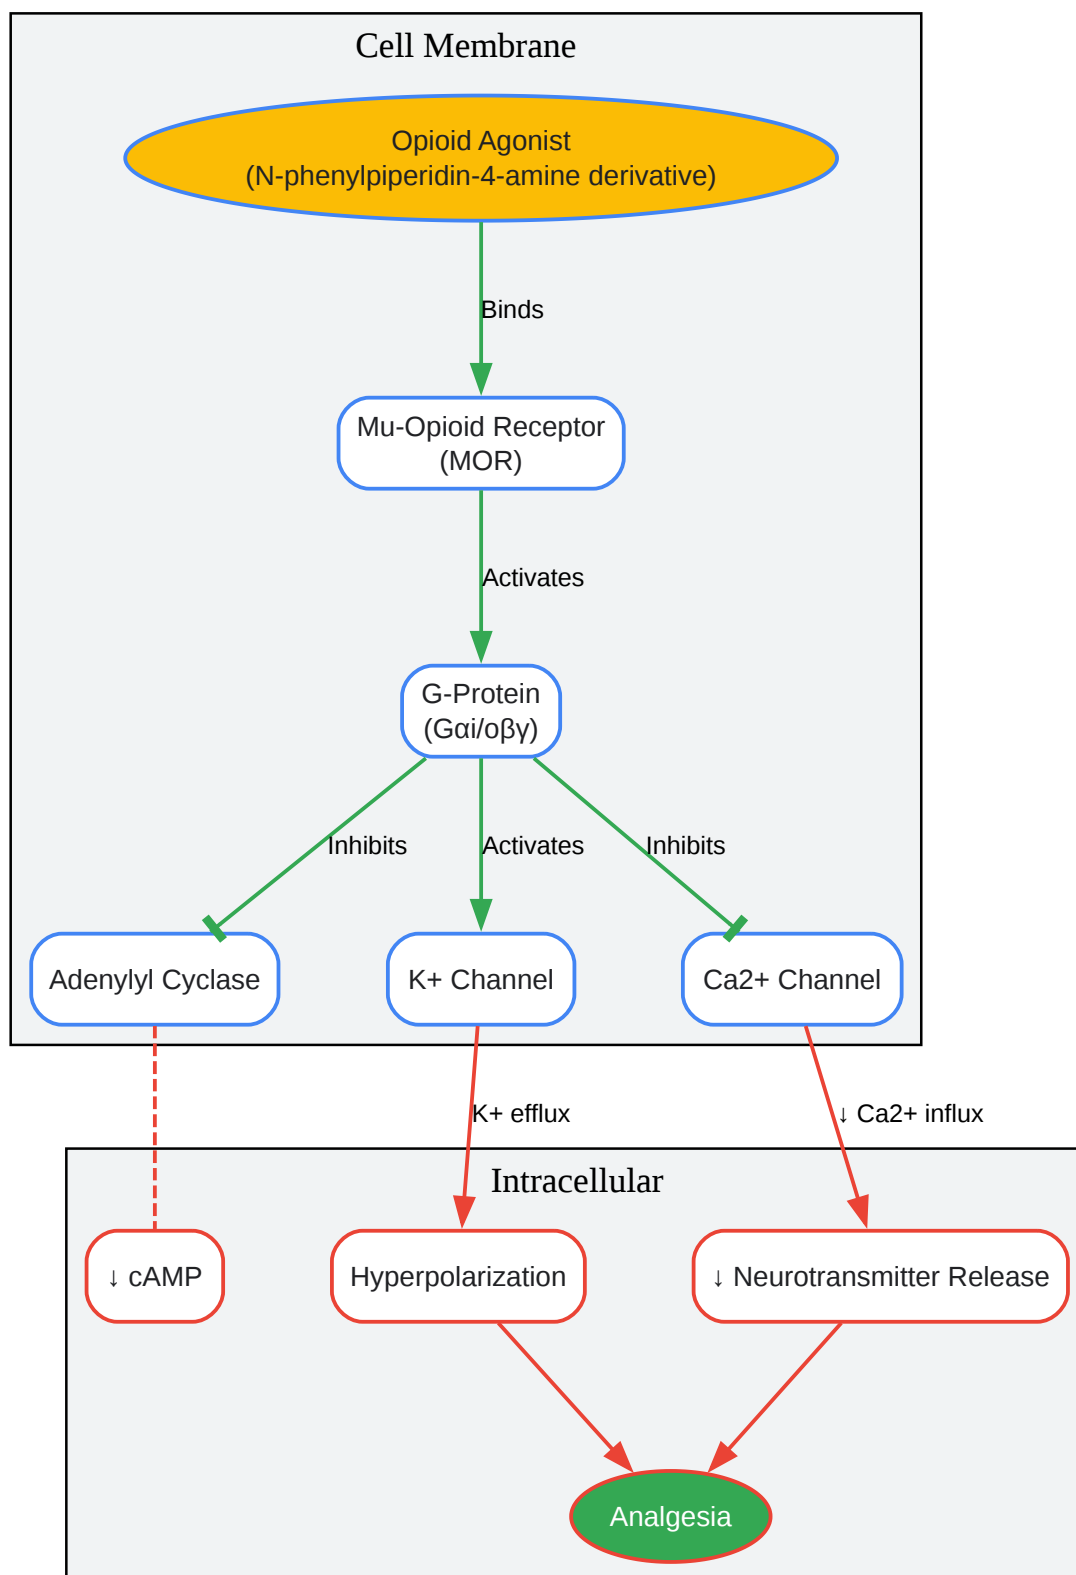 Cell Membrane
Opioid Agonist
(N-phenylpiperidin-4-amine derivative)
Binds
Mu-Opioid Receptor
(MOR)
Activates
G-Protein
(Gαi/oβγ)
Inhibits
Activates
Inhibits
Adenylyl Cyclase
K+ Channel
Ca2+ Channel
K+ efflux
↓ Ca2+ influx
Intracellular
↓ cAMP
Hyperpolarization
↓ Neurotransmitter Release
Analgesia